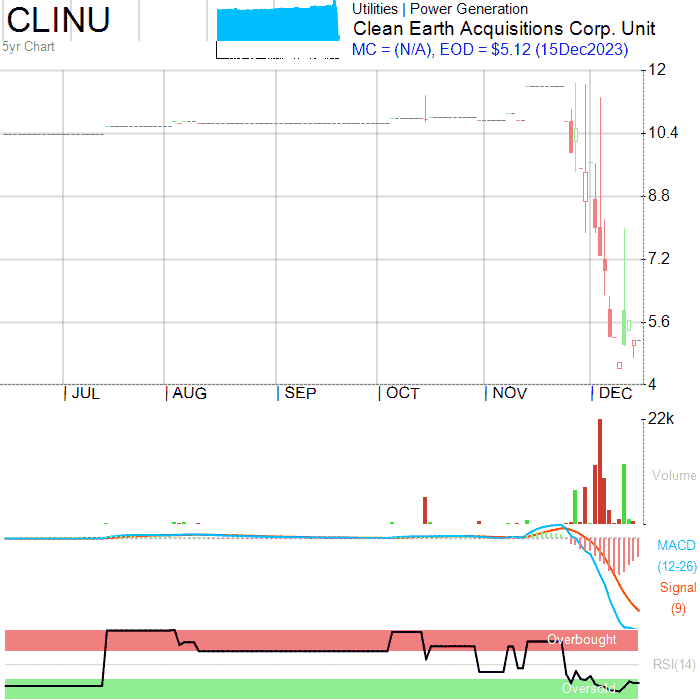 CLINU
5yr Chart
Utilities | Power Generation
Clean Earth Acquisitions Corp. Unit
MC = (N/A), EOD = $5.12 (15Dec2023)
12
10.4
8.8
7.2
5.6
4
JUL
AUG
SEP
OCT
NOV
DEC
22k
Volume
MACD
(12-26)
Signal
(9)
Overbought
RSI(14)
Oversold